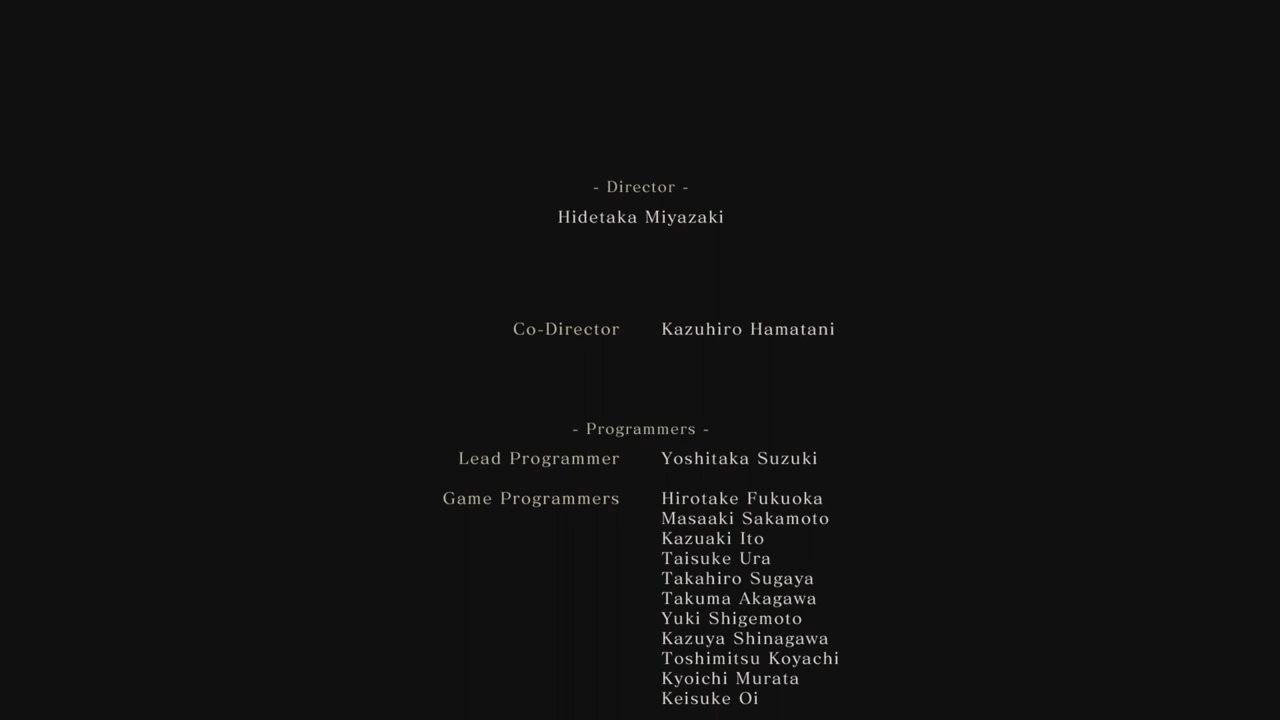 - Director -
Hidetaka Miyazaki
Co-Director Kazuhiro Hamatani
- Programmers -
Lead Programmer Yoshitaka Suzuki
Game Programmers Hirotake Fukuoka
Masaaki Sakamoto
Kazuaki Ito
Taisuke Ura
Takahiro Sugaya
Takuma Akagawa
Yuki Shigemoto
Kazuya Shinagawa
Toshimitsu Koyachi
Kyoichi Murata
Keisuke Oi